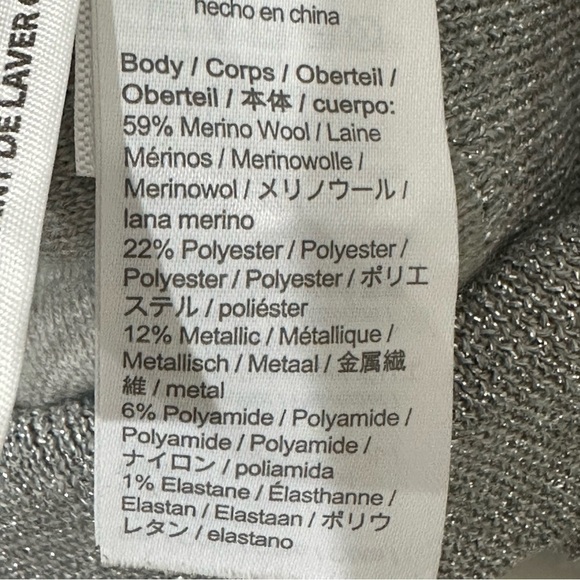 NT DE LAVER
hecho en china
Body / Corps / Oberteil /
Oberteil / 本体 / cuerpo:
59% Merino Wool / Laine
Mérinos / Merinowolle /
Merinowol / メリノウール /
lana merino
22% Polyester / Polyester /
Polyester / Polyester / ポリエ
ステル / poliéster
12% Metallic / Métallique /
Metallisch / Metaal / 金属繊
維 / metal
6% Polyamide / Polyamide /
Polyamide / Polyamide /
ナイロン / poliamida
1% Elastane / Élasthanne /
Elastan / Elastaan / ポリウ
レタン / elastano